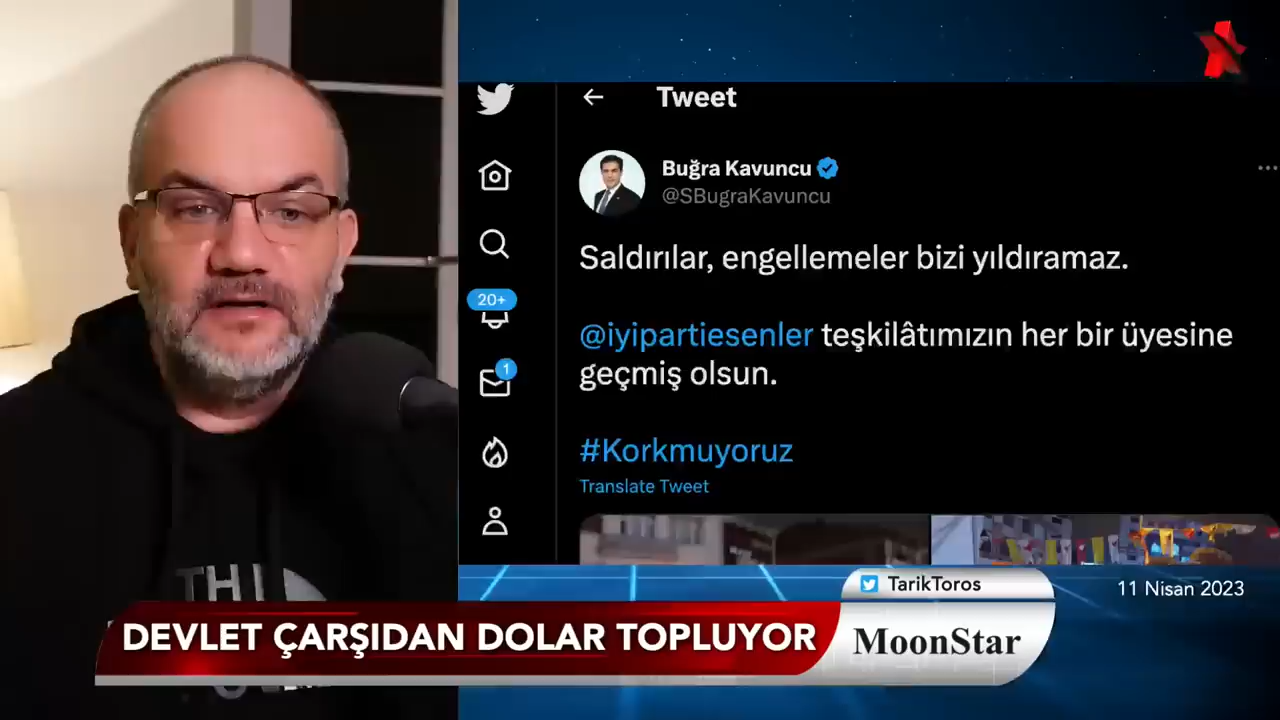 Tweet
Buğra Kavuncu
@SBugraKavuncu
Saldırılar, engellemeler bizi yıldıramaz.
@iyipartiesenler teşkilâtımızın her bir üyesine
geçmiş olsun.
#Korkmuyoruz
Translate Tweet
20+
1
TarikToros
11 Nisan 2023
DEVLET ÇARŞIDAN DOLAR TOPLUYOR
MoonStar